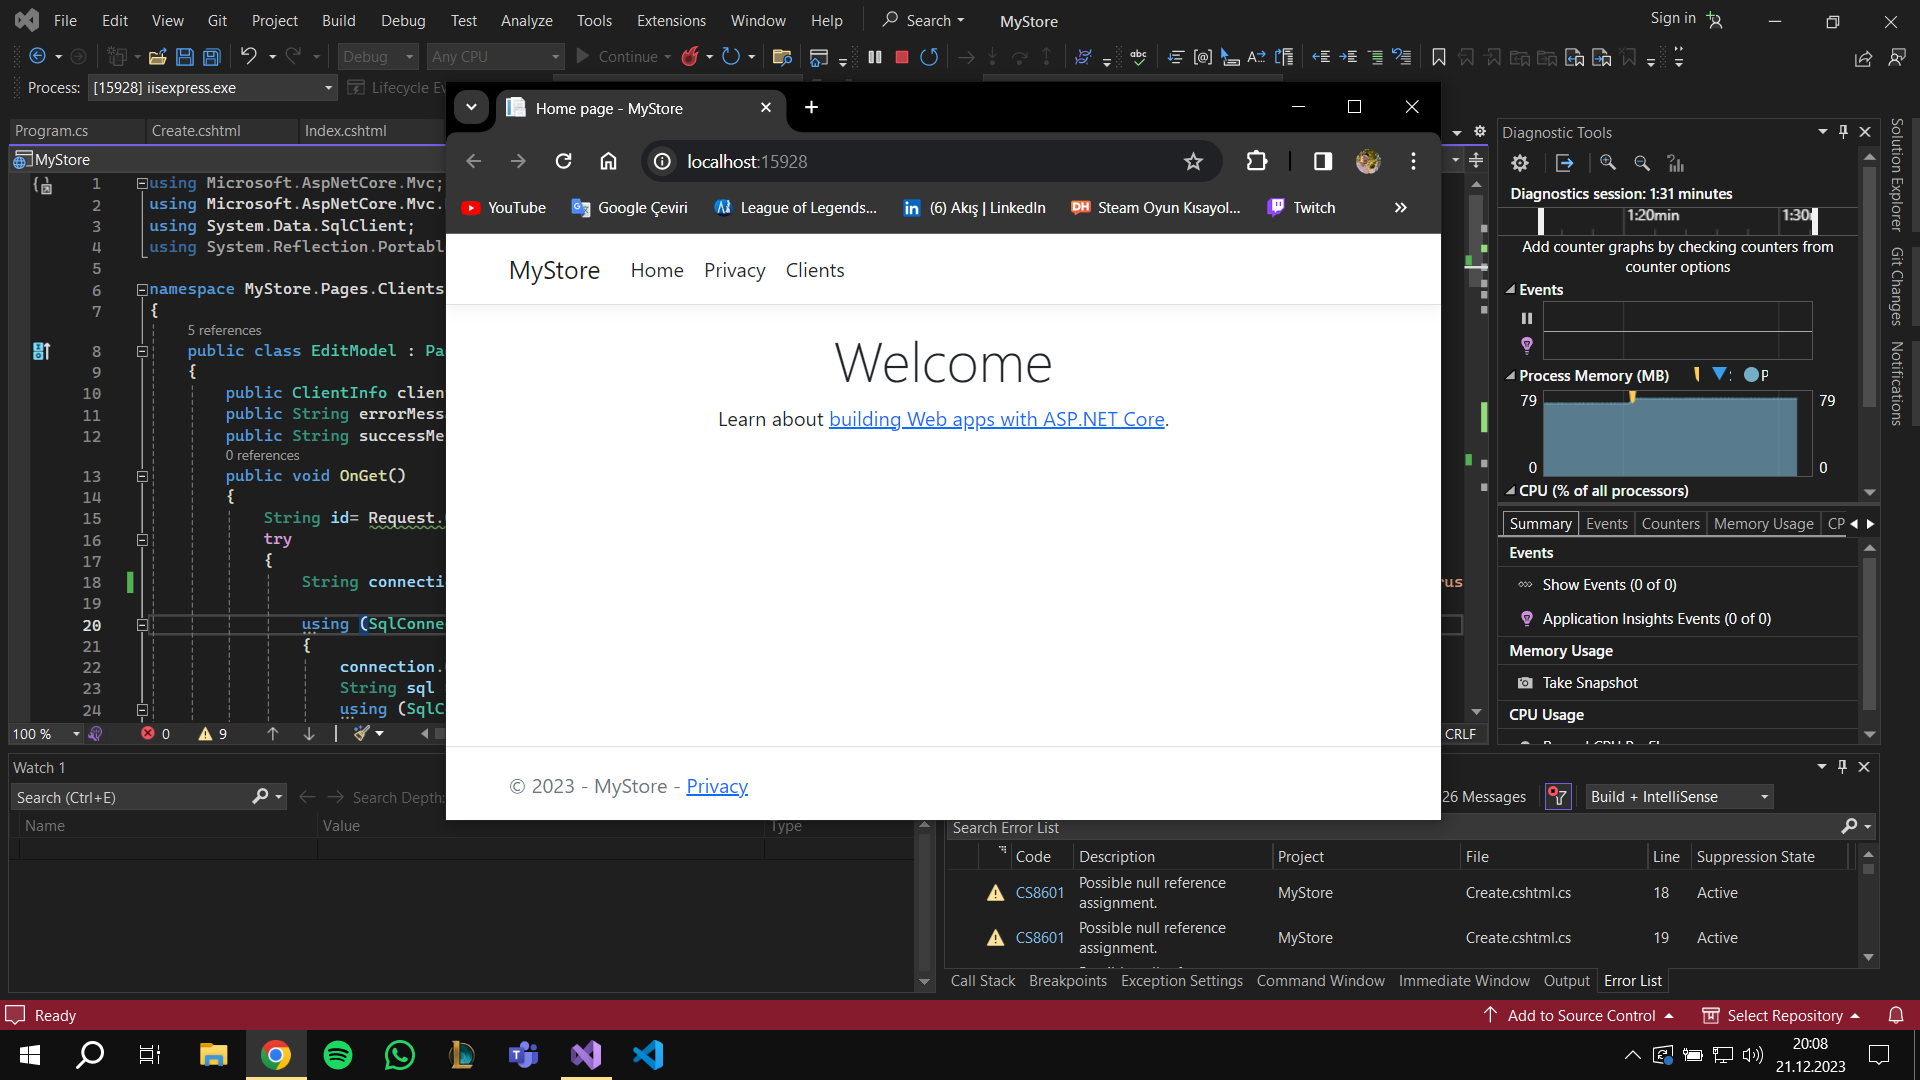 File Edit View Git Project Build Debug Test Analyze Tools Extensions Window Help Search MyStore Sign in
Debug Any CPU Continue
Process: [15928] iisexpress.exe Lifecycle
Program.cs Create.cshtml Index.cshtml
MyStore
1 using Microsoft.AspNetCore.Mvc;
2 using Microsoft.AspNetCore.Mvc.
3 using System.Data.SqlClient;
4 using System.Reflection.Portabl
5
6 namespace MyStore.Pages.Clients
7 {
5 references
8 public class EditModel : Pa
9 {
10 public ClientInfo clien
11 public String errorMess
12 public String successMe
0 references
13 public void OnGet()
14 {
15 String id= Request.
16 try
17 {
18 String connecti
rus
19
20 using (SqlConne
21 {
22 connection.
23 String sql
24 using (SqlC
100 % 0 9 CRLF
Home page - MyStore
localhost:15928
YouTube Google Çeviri League of Legends... (6) Akış | LinkedIn Steam Oyun Kısayol... Twitch
MyStore Home Privacy Clients
Welcome
Learn about building Web apps with ASP.NET Core.
© 2023 - MyStore - Privacy
Diagnostic Tools
Diagnostics session: 1:31 minutes
1:20min 1:30
Add counter graphs by checking counters from
counter options
Events
Process Memory (MB) P
79 79
0 0
CPU (% of all processors)
Summary Events Counters Memory Usage CP
Events
Show Events (0 of 0)
Application Insights Events (0 of 0)
Memory Usage
Take Snapshot
CPU Usage
Solution Explorer
Git Changes
Notifications
Watch 1
Search (Ctrl+E) Search Depth:
Name Value Type
26 Messages Build + IntelliSense
Search Error List
Code Description Project File Line Suppression State
CS8601 Possible null reference assignment. MyStore Create.cshtml.cs 18 Active
CS8601 Possible null reference assignment. MyStore Create.cshtml.cs 19 Active
Call Stack Breakpoints Exception Settings Command Window Immediate Window Output Error List
Ready Add to Source Control Select Repository
20:08
21.12.2023